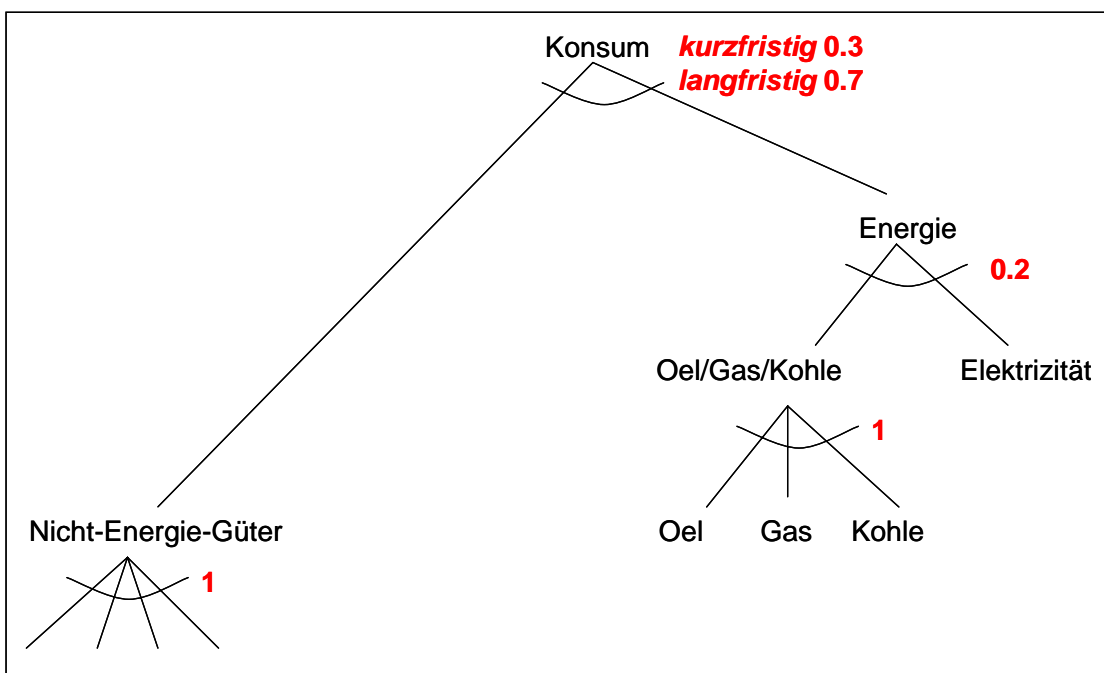 Konsum kurzfristig 0.3
langfristig 0.7
Energie
0.2
Oel/Gas/Kohle Elektrizität
1
Nicht-Energie-Güter Oel Gas Kohle
1